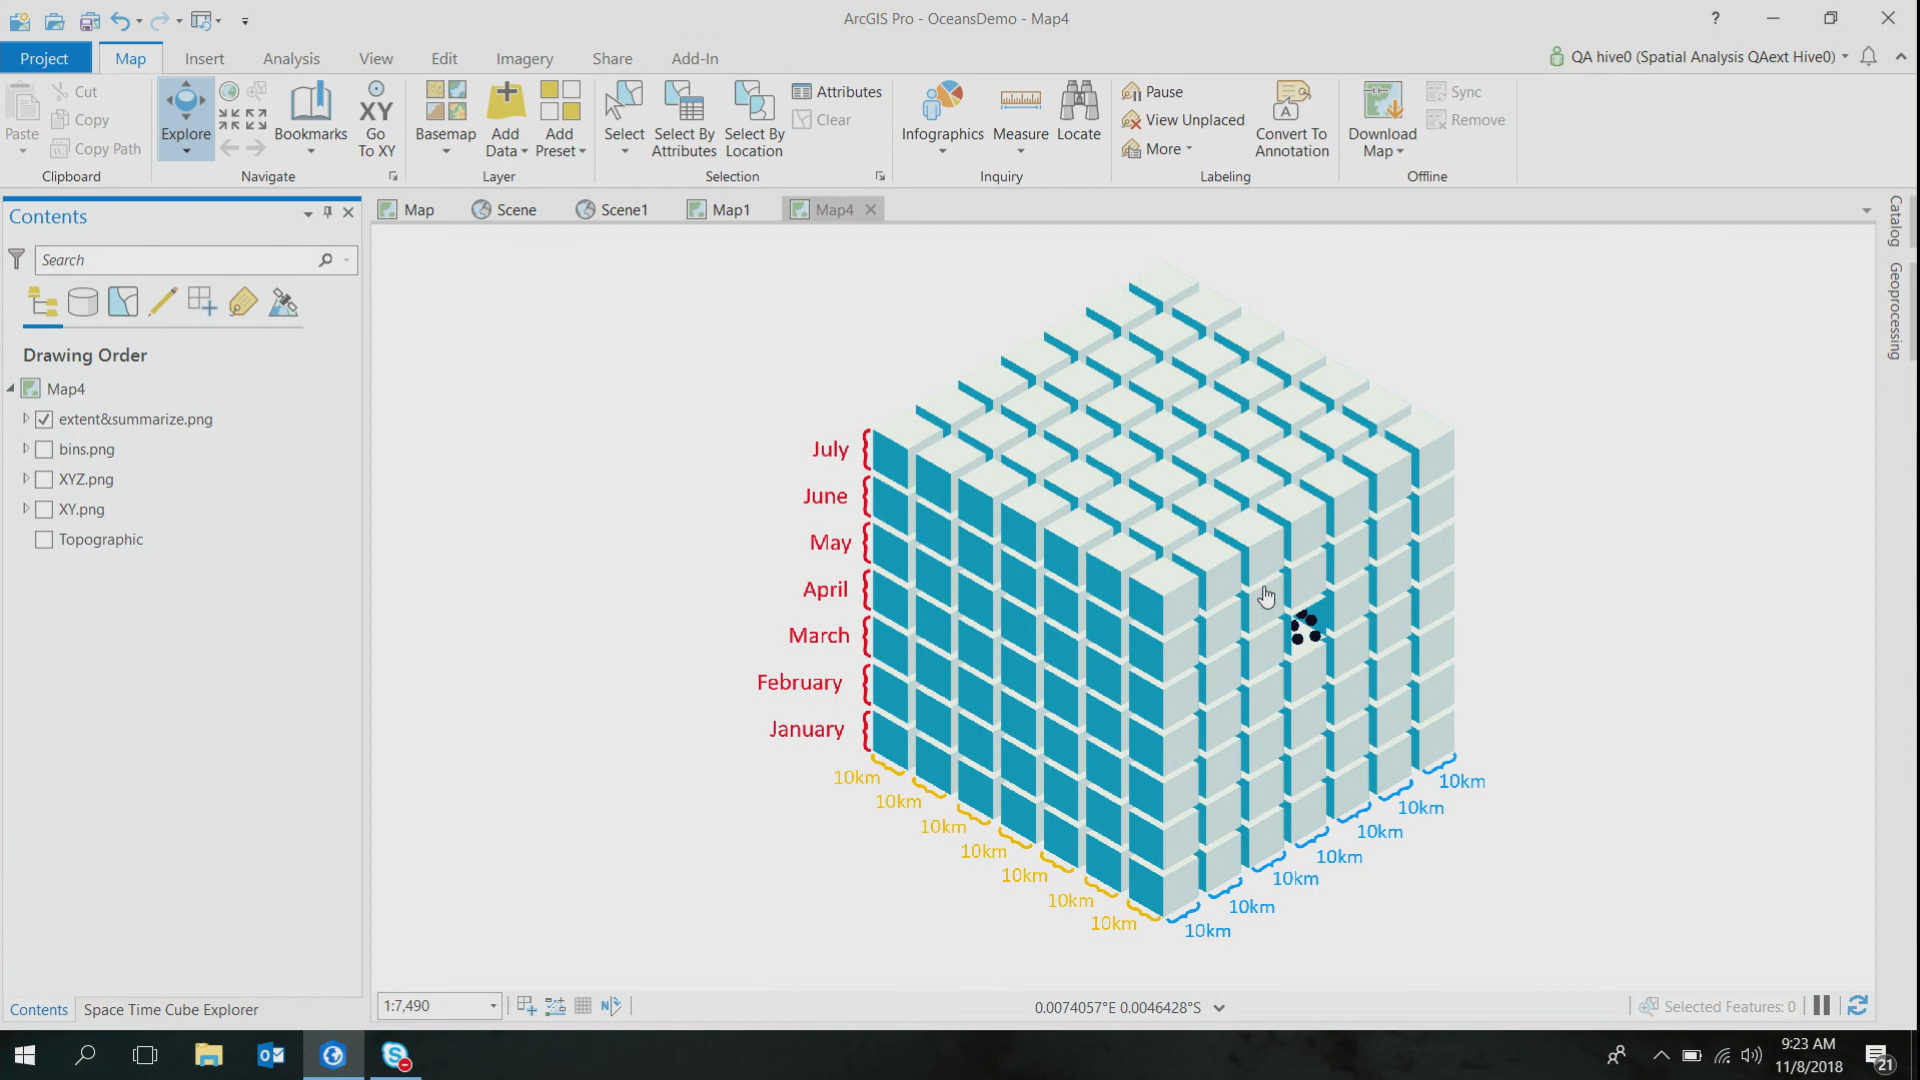 ArcGIS Pro - OceansDemo - Map4
?
Project
Map
Insert
Analysis
View
Edit
Imagery
Share
Add-In
QA hive0 (Spatial Analysis QAext Hive0)
Paste
Cut
Copy
Copy Path
Clipboard
Explore
Bookmarks
XY
Go
To XY
Navigate
Basemap
Add
Data
Add
Preset
Layer
Select
Select By
Attributes
Select By
Location
Attributes
Clear
Selection
Infographics
Measure
Locate
Inquiry
Pause
View Unplaced
More
A
Convert To
Annotation
Labeling
Download
Map
Sync
Remove
Offline
Contents
Search
Drawing Order
Map4
extent&summarize.png
bins.png
XYZ.png
XY.png
Topographic
Contents
Space Time Cube Explorer
Map
Scene
Scene1
Map1
Map4
Catalog
Geoprocessing
July
June
May
April
March
February
January
10km
10km
10km
10km
10km
10km
10km
10km
10km
10km
10km
10km
10km
10km
1:7,490
N
0.0074057°E 0.0046428°S
Selected Features: 0
9:23 AM
11/8/2018
21